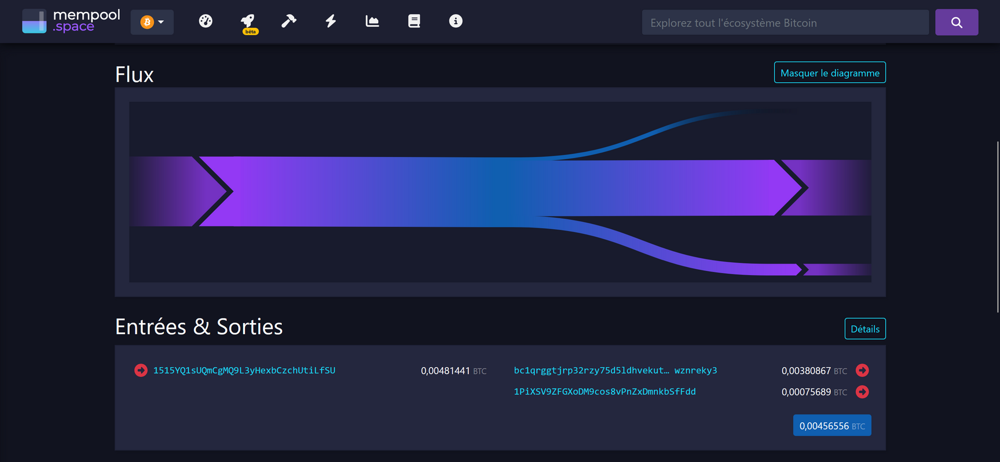 mempool
.space
bêta
Explorez tout l'écosystème Bitcoin
Flux
Masquer le diagramme
Entrées & Sorties
Détails
1515YQ1sUQmCgMQ9L3yHexbCzchUtiLfSU 0,00481441 BTC bc1qrggtjrp32rzy75d5ldhvekut… wznreky3 0,00380867 BTC
1PiXSV9ZFGXoDM9cos8vPnZxDmnkbSfFdd 0,00075689 BTC
0,00456556 BTC